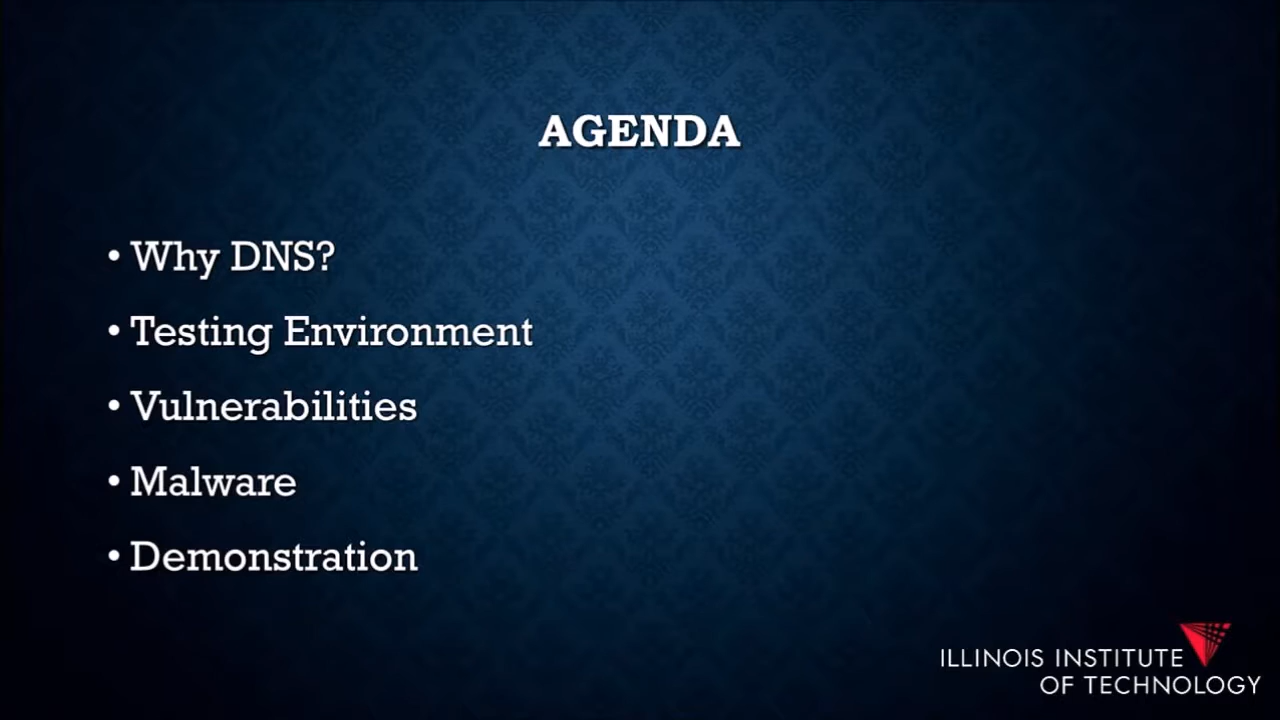 AGENDA
• Why DNS?
• Testing Environment
• Vulnerabilities
• Malware
• Demonstration
ILLINOIS INSTITUTE
OF TECHNOLOGY